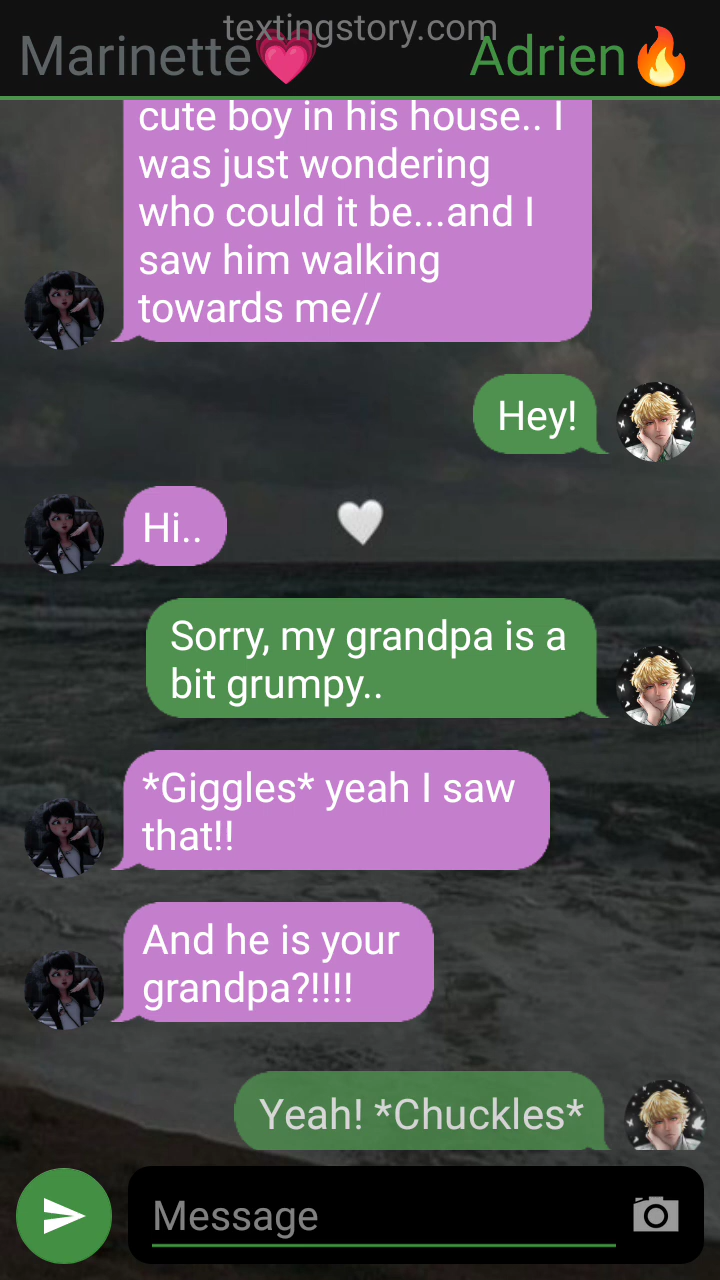 textingstory.com
Marinette💗 Adrien🔥
cute boy in his house.. I
was just wondering
who could it be...and I
saw him walking
towards me//
Hey!
Hi..
Sorry, my grandpa is a
bit grumpy..
*Giggles* yeah I saw
that!!
And he is your
grandpa?!!!!
Yeah! *Chuckles*
Message